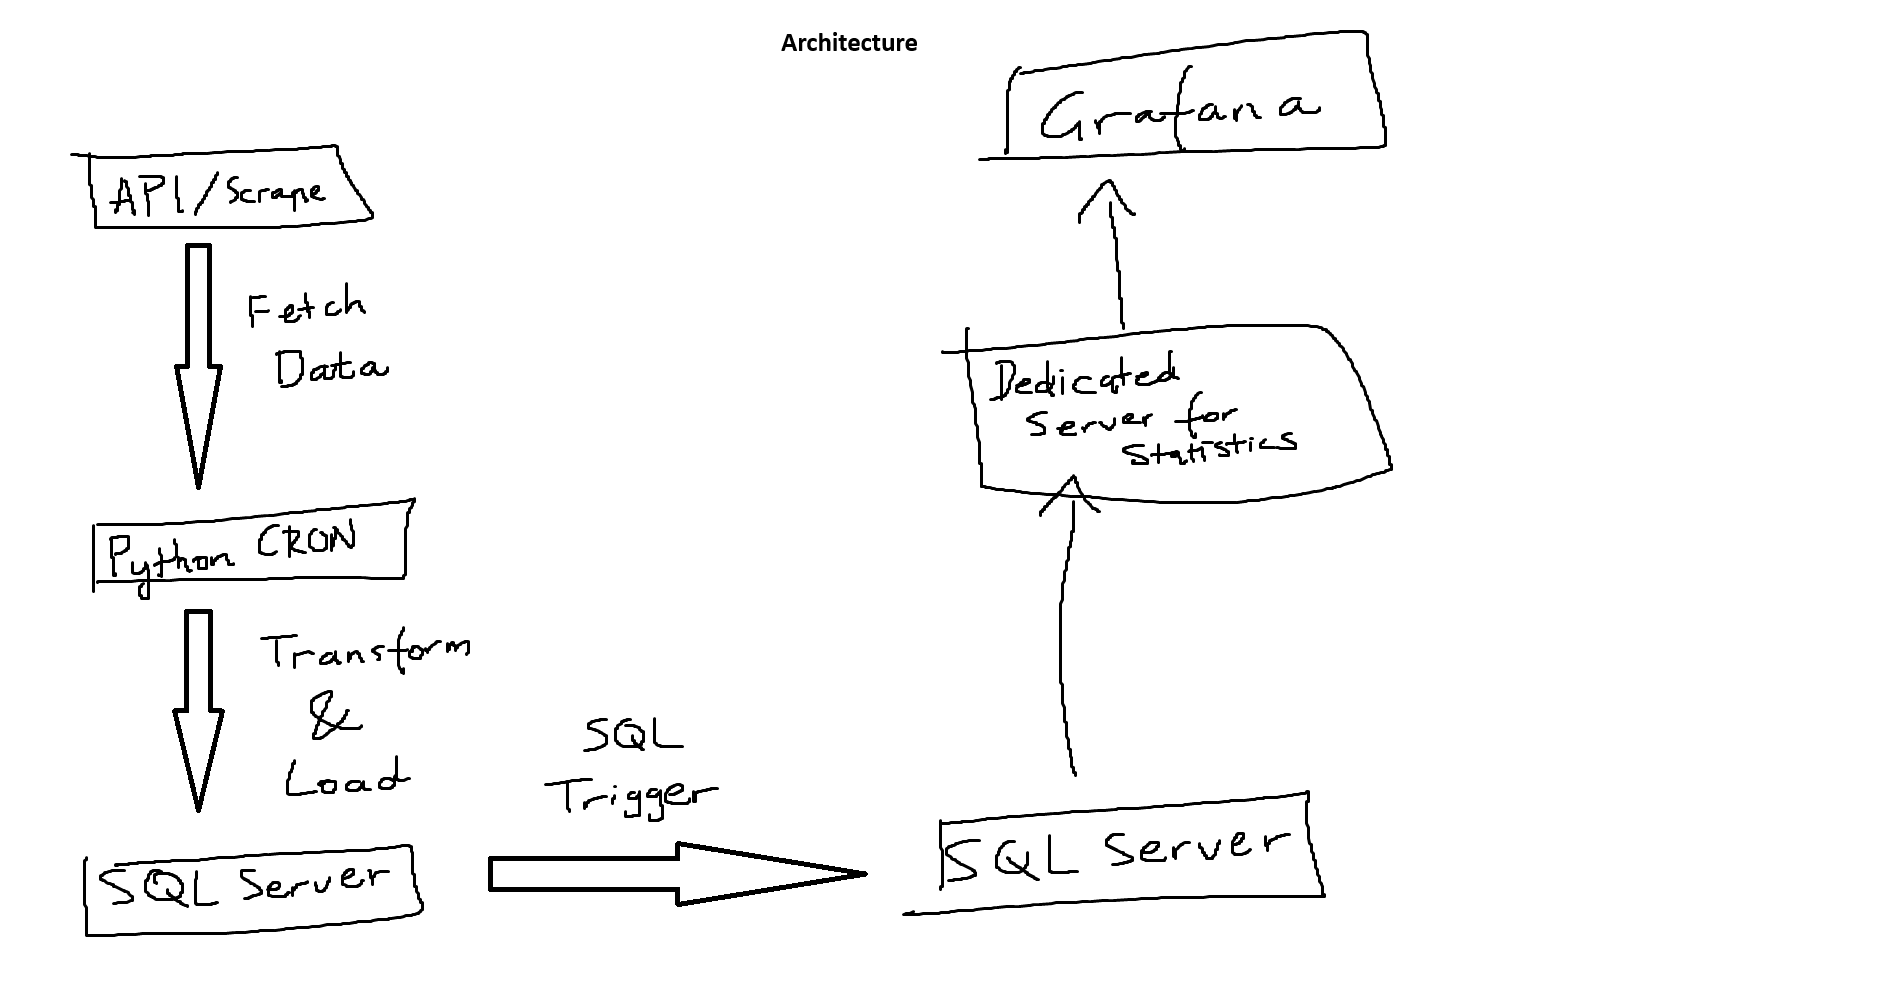 Architecture
API/Scrape
Fetch
Data
Python CRON
Transform
&
Load
SQL Server
SQL
Trigger
SQL Server
Dedicated
Server for
Statistics
Grafana